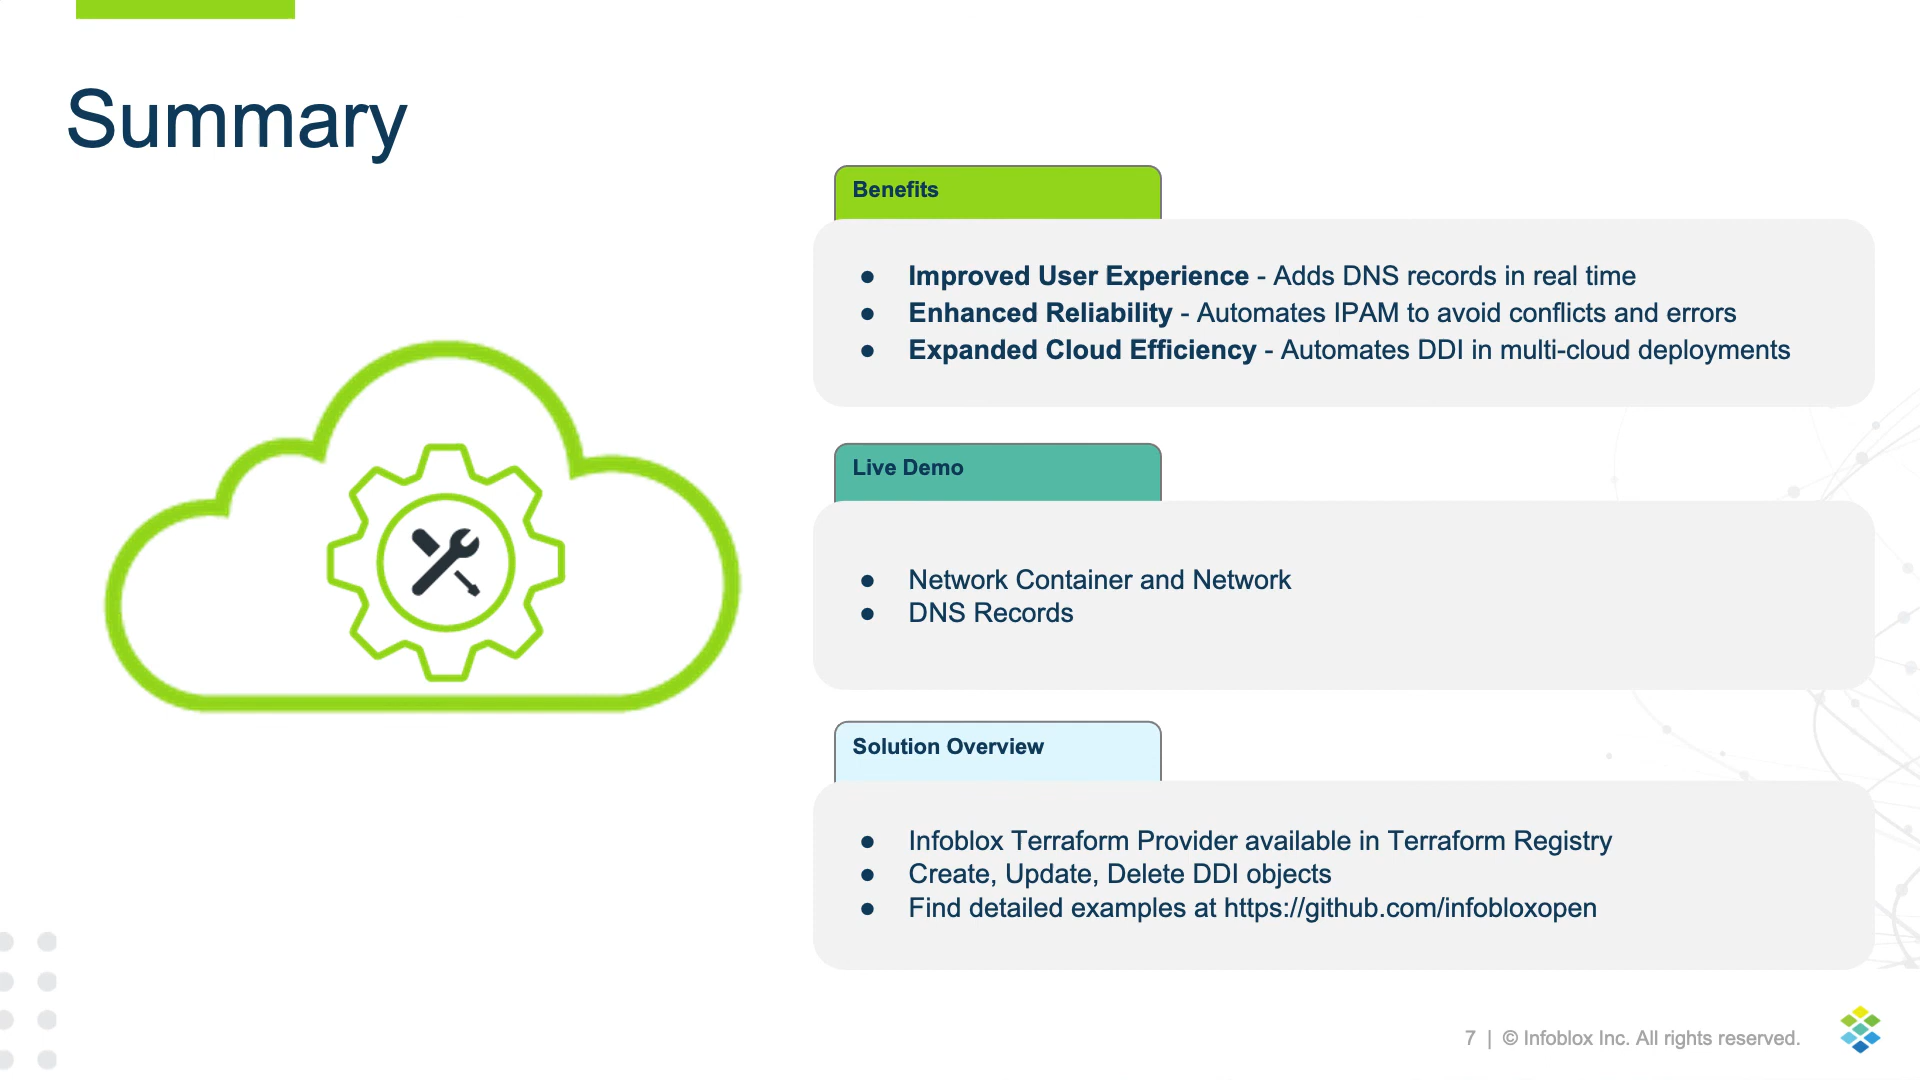 Summary
Benefits
● Improved User Experience - Adds DNS records in real time
● Enhanced Reliability - Automates IPAM to avoid conflicts and errors
● Expanded Cloud Efficiency - Automates DDI in multi-cloud deployments
Live Demo
● Network Container and Network
● DNS Records
Solution Overview
● Infoblox Terraform Provider available in Terraform Registry
● Create, Update, Delete DDI objects
● Find detailed examples at https://github.com/infobloxopen
7 | © Infoblox Inc. All rights reserved.